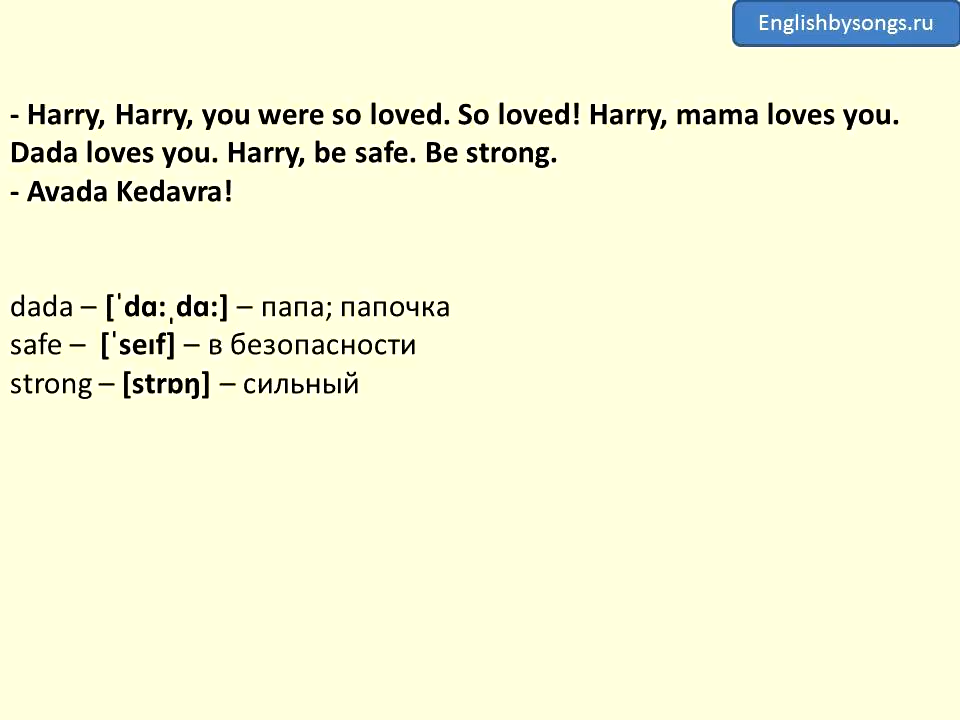 Englishbysongs.ru
- Harry, Harry, you were so loved. So loved! Harry, mama loves you.
Dada loves you. Harry, be safe. Be strong.
- Avada Kedavra!
dada – [ˈdɑːˌdɑː] – папа; папочка
safe –  [ˈseɪf] – в безопасности
strong – [strɒŋ] – сильный